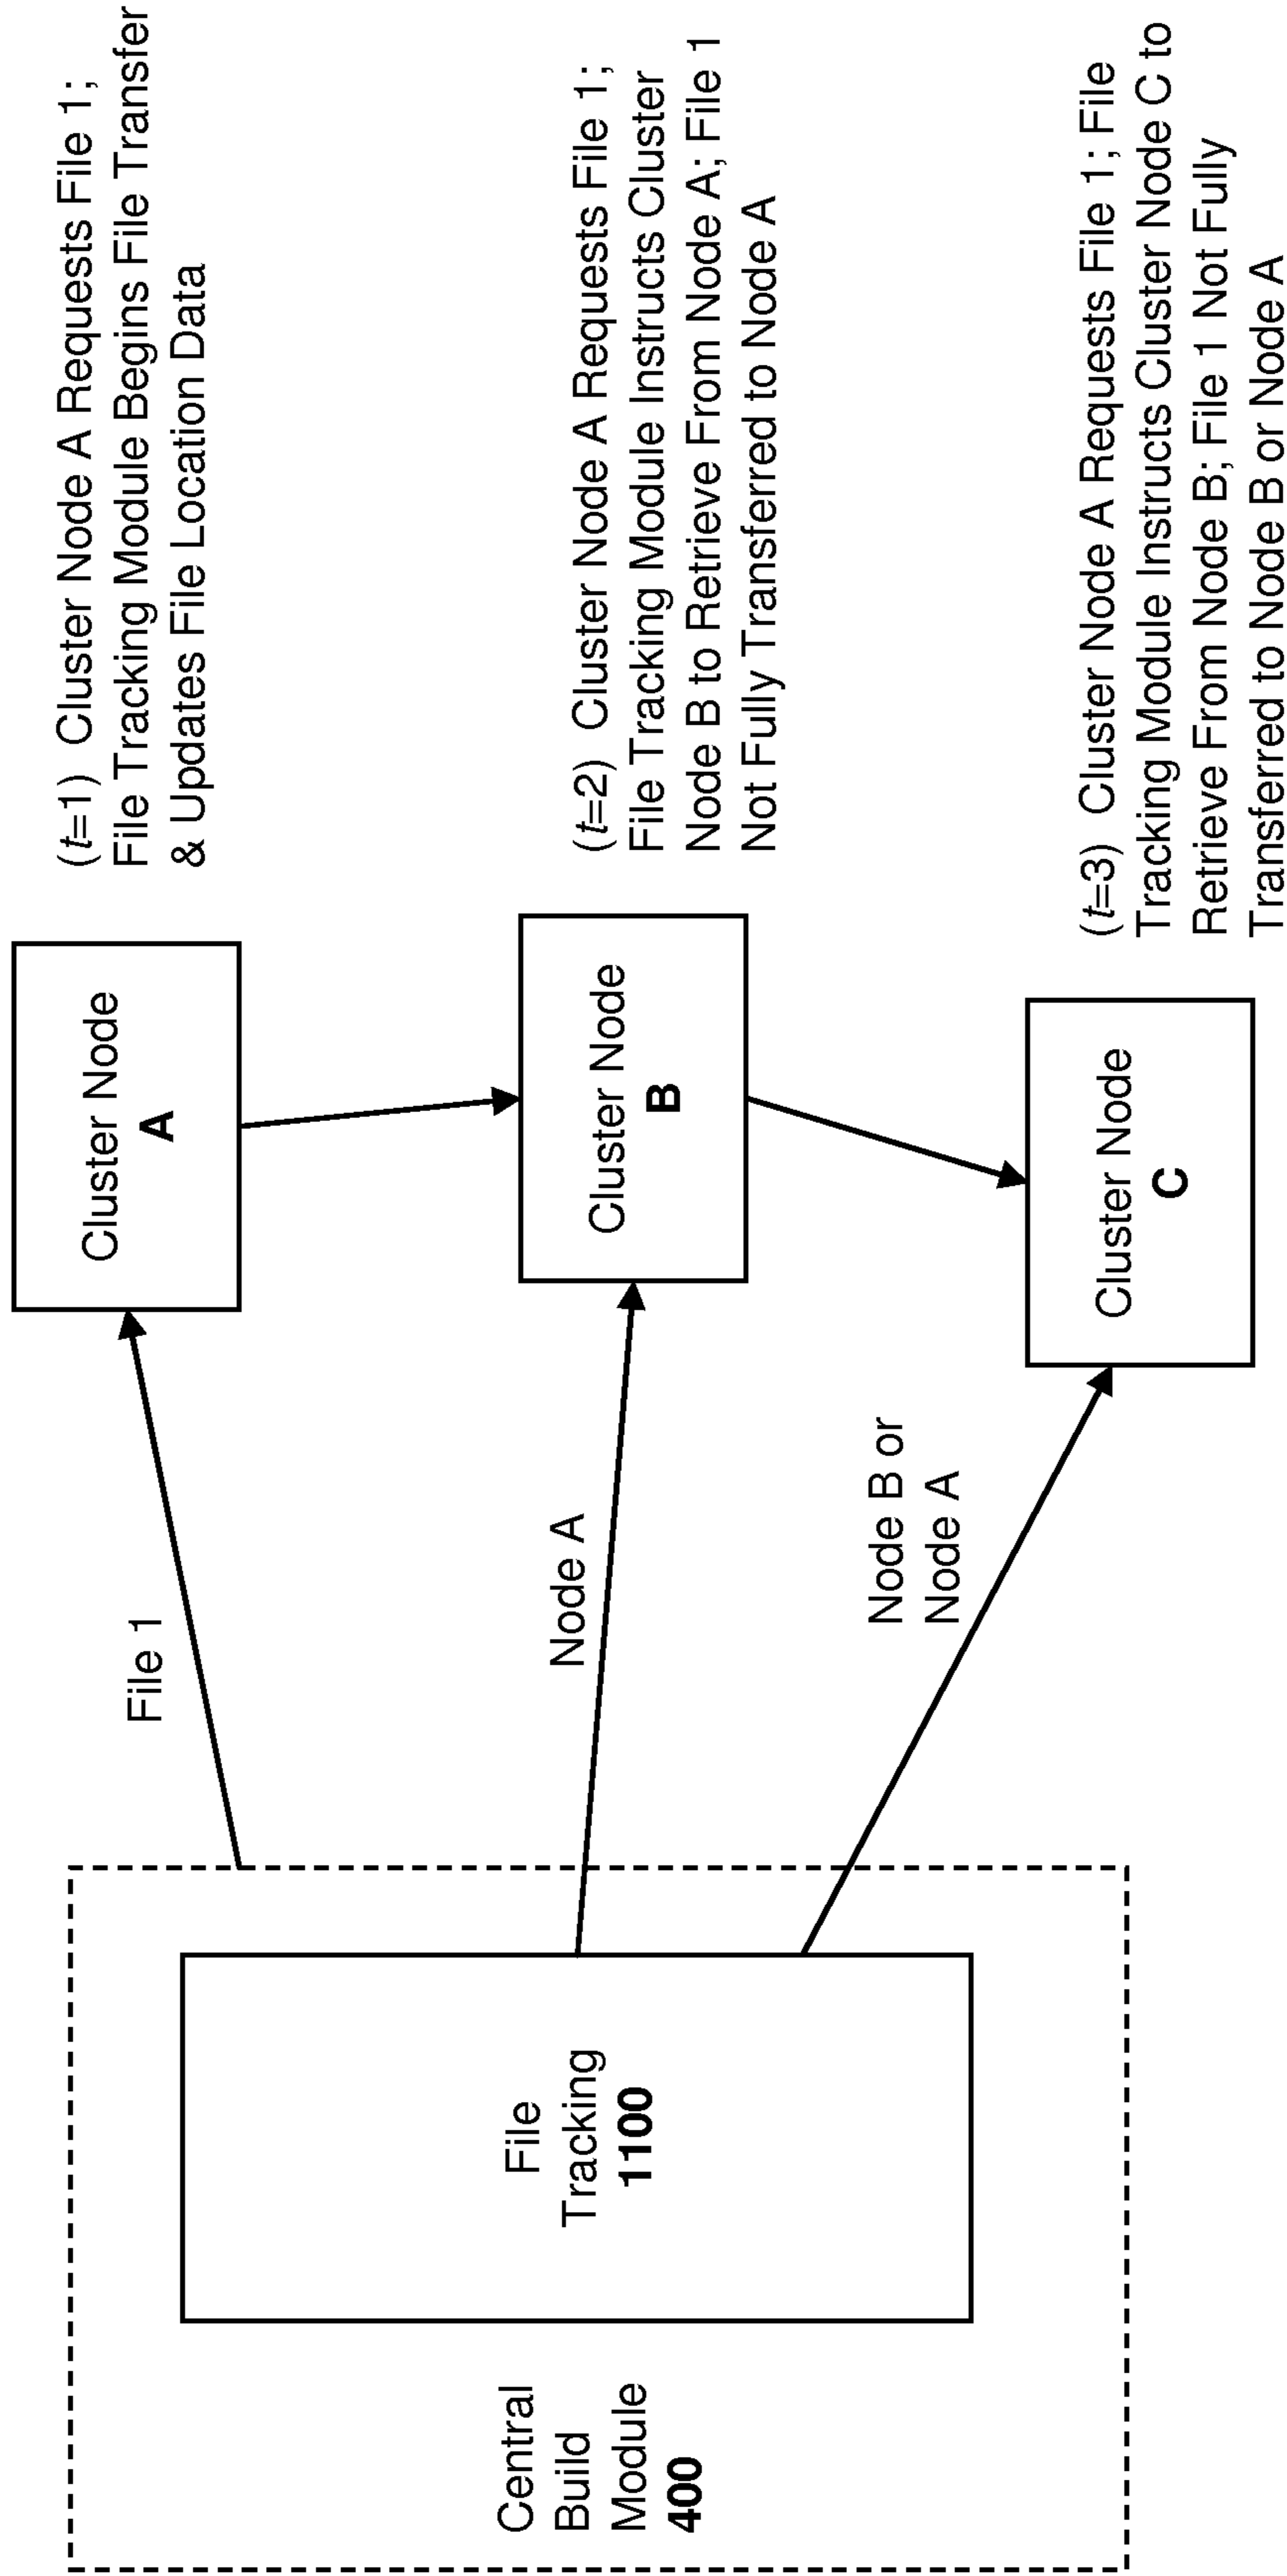 Central
Build
Module
400
File
Tracking
1100
File 1
Node A
Node B or
Node A
Cluster Node
A
Cluster Node
B
Cluster Node
C
(t=1) Cluster Node A Requests File 1;
File Tracking Module Begins File Transfer
& Updates File Location Data
(t=2) Cluster Node A Requests File 1;
File Tracking Module Instructs Cluster
Node B to Retrieve From Node A; File 1
Not Fully Transferred to Node A
(t=3) Cluster Node A Requests File 1; File
Tracking Module Instructs Cluster Node C to
Retrieve From Node B; File 1 Not Fully
Transferred to Node B or Node A